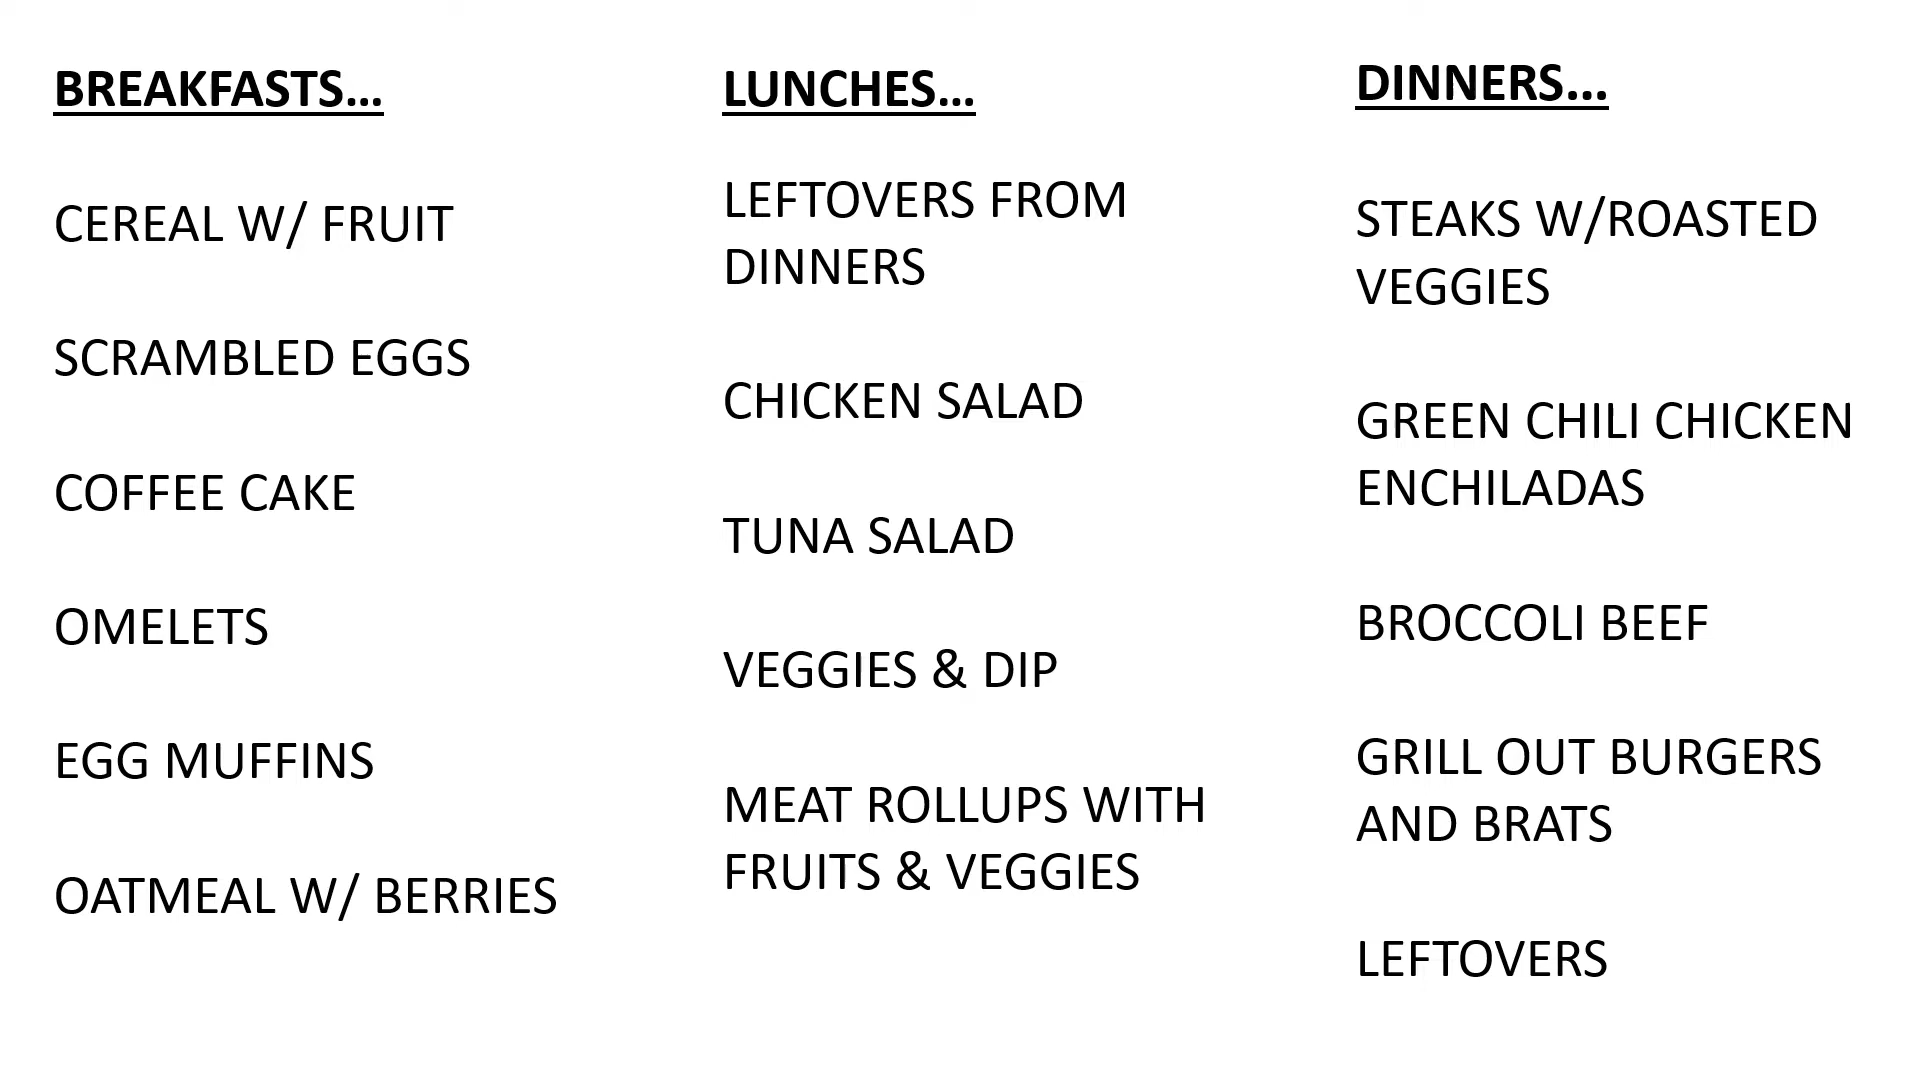 BREAKFASTS...
CEREAL W/ FRUIT
SCRAMBLED EGGS
COFFEE CAKE
OMELETS
EGG MUFFINS
OATMEAL W/ BERRIES
LUNCHES...
LEFTOVERS FROM
DINNERS
CHICKEN SALAD
TUNA SALAD
VEGGIES & DIP
MEAT ROLLUPS WITH
FRUITS & VEGGIES
DINNERS...
STEAKS W/ROASTED
VEGGIES
GREEN CHILI CHICKEN
ENCHILADAS
BROCCOLI BEEF
GRILL OUT BURGERS
AND BRATS
LEFTOVERS